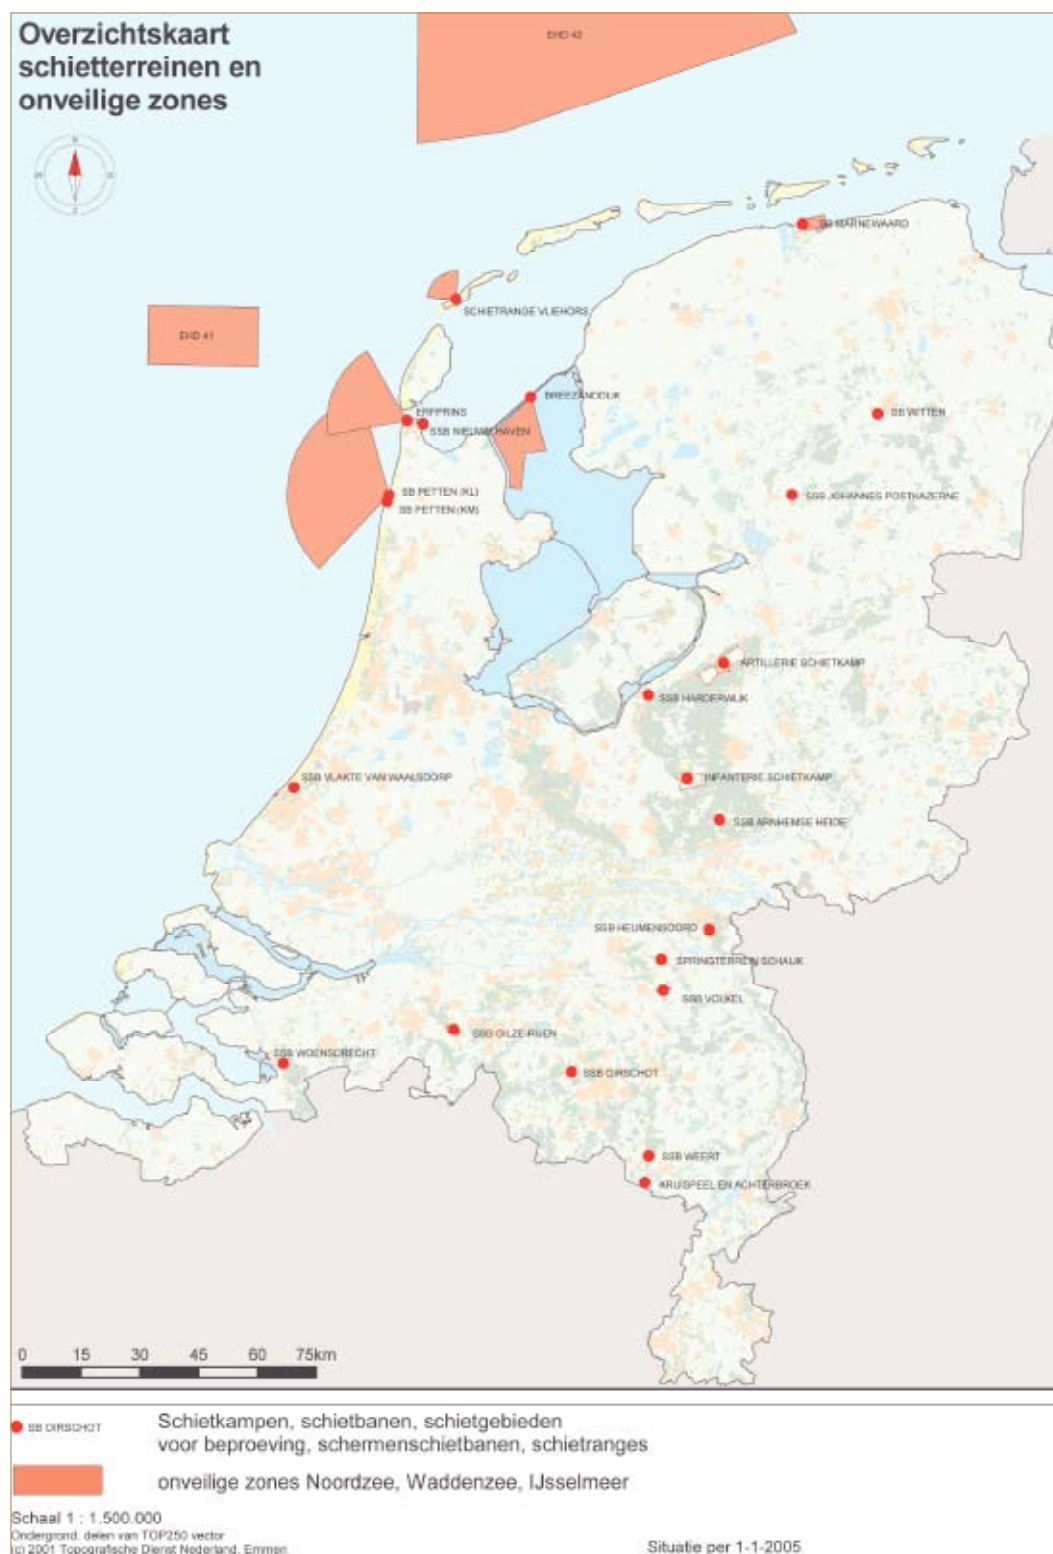 Overzichtskaart
schietterreinen en
onveilige zones
EHD 42
N
Z
SB MARNEWAARD
SCHIETRANGE VLIEHORS
EHD 41
BREEZANDDIJK
ERFPRINS
SSB NIEUWEHAVEN
SB WITTEN
SB PETTEN (KL)
SB PETTEN (KM)
SSB JOHANNES POSTKAZERNE
ARTILLERIE SCHIETKAMP
SSB HARDERWIJK
SSB VLAKTE VAN WAALSDORP
INFANTERIE SCHIETKAMP
SSB ARNHEMSE HEIDE
SSB HEUMENSOORD
SPRINGTERREIN SCHAIJK
SSB VOLKEL
SSB GILZE-RIJEN
SSB WOENSDRECHT
SSB OIRSCHOT
SSB WEERT
KRUISPEEL EN ACHTERBROEK
0 15 30 45 60 75km
SB OIRSCHOT
Schietkampen, schietbanen, schietgebieden
voor beproeving, schermenschietbanen, schietranges
onveilige zones Noordzee, Waddenzee, IJsselmeer
Schaal 1 : 1.500.000
Ondergrond: delen van TOP250 vector
(c) 2001 Topografische Dienst Nederland, Emmen
Situatie per 1-1-2005